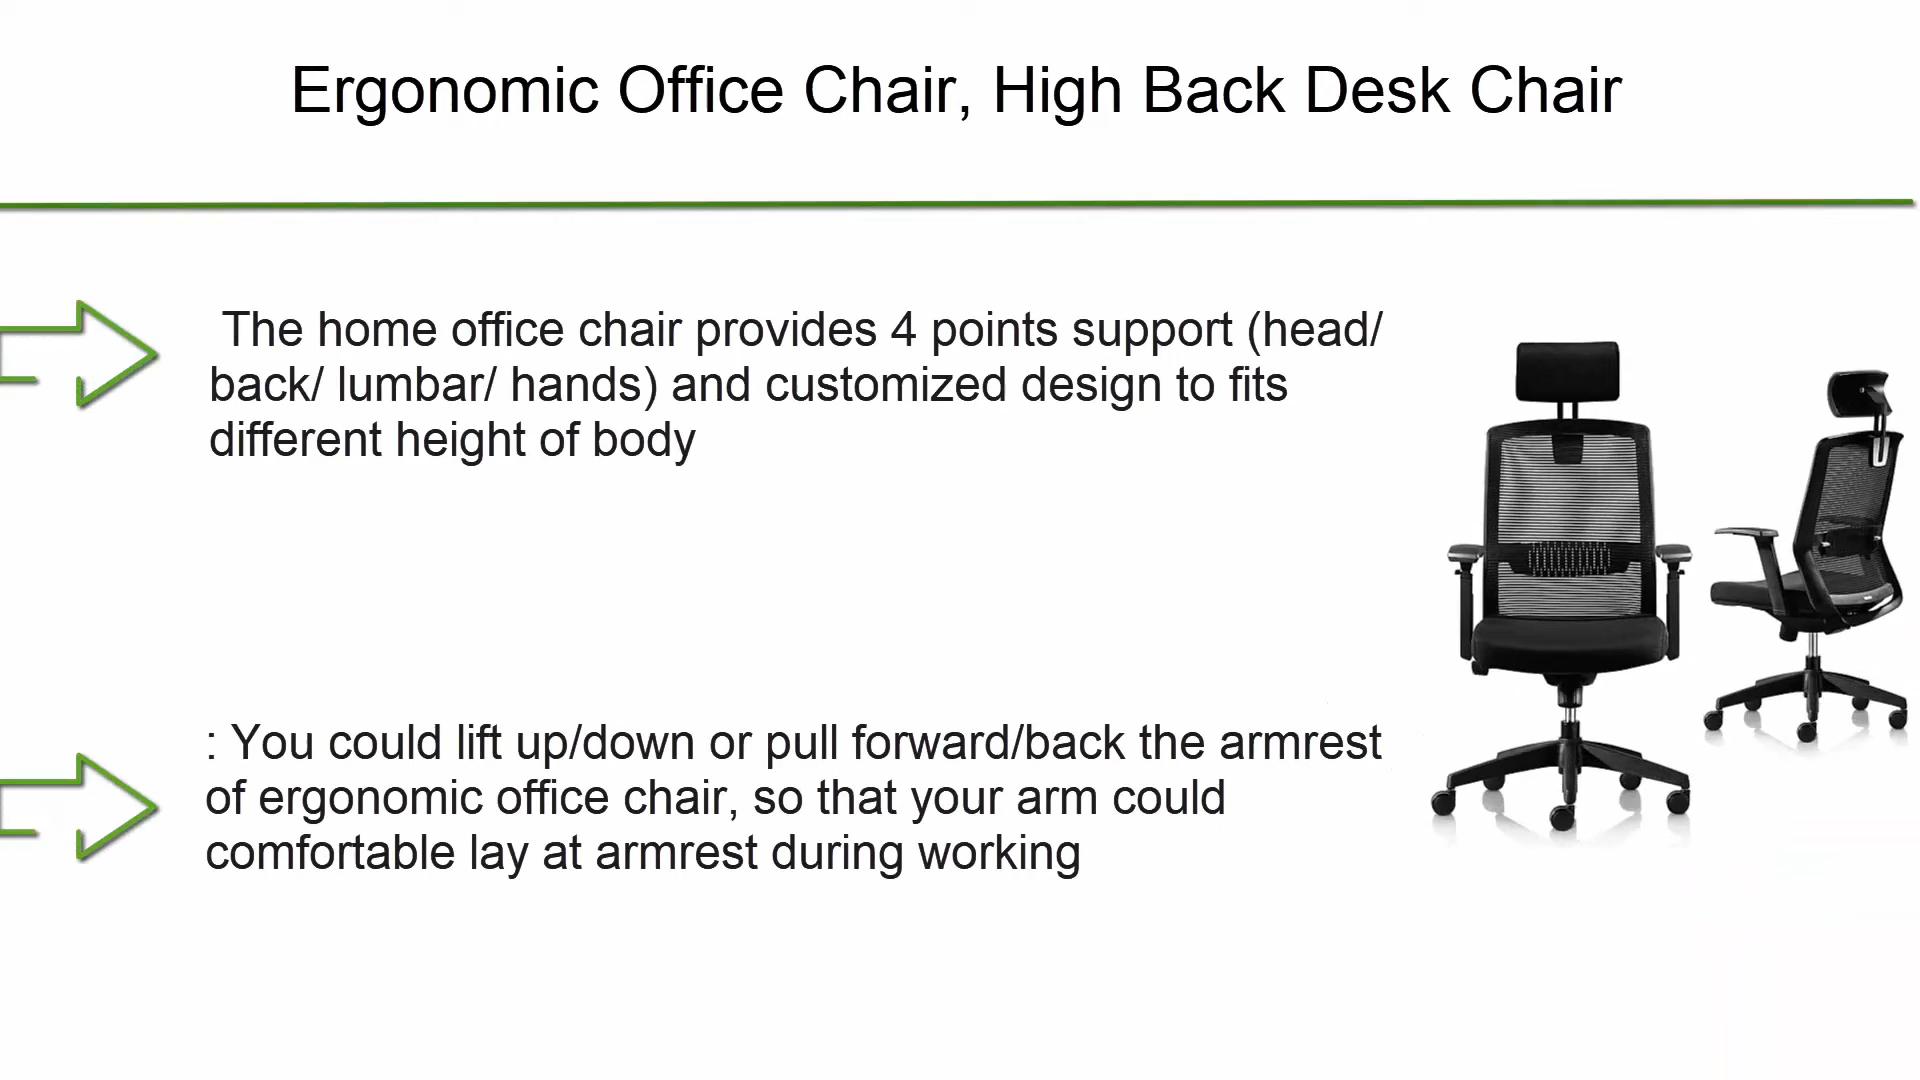 Ergonomic Office Chair, High Back Desk Chair
The home office chair provides 4 points support (head/
back/ lumbar/ hands) and customized design to fits
different height of body
: You could lift up/down or pull forward/back the armrest
of ergonomic office chair, so that your arm could
comfortable lay at armrest during working